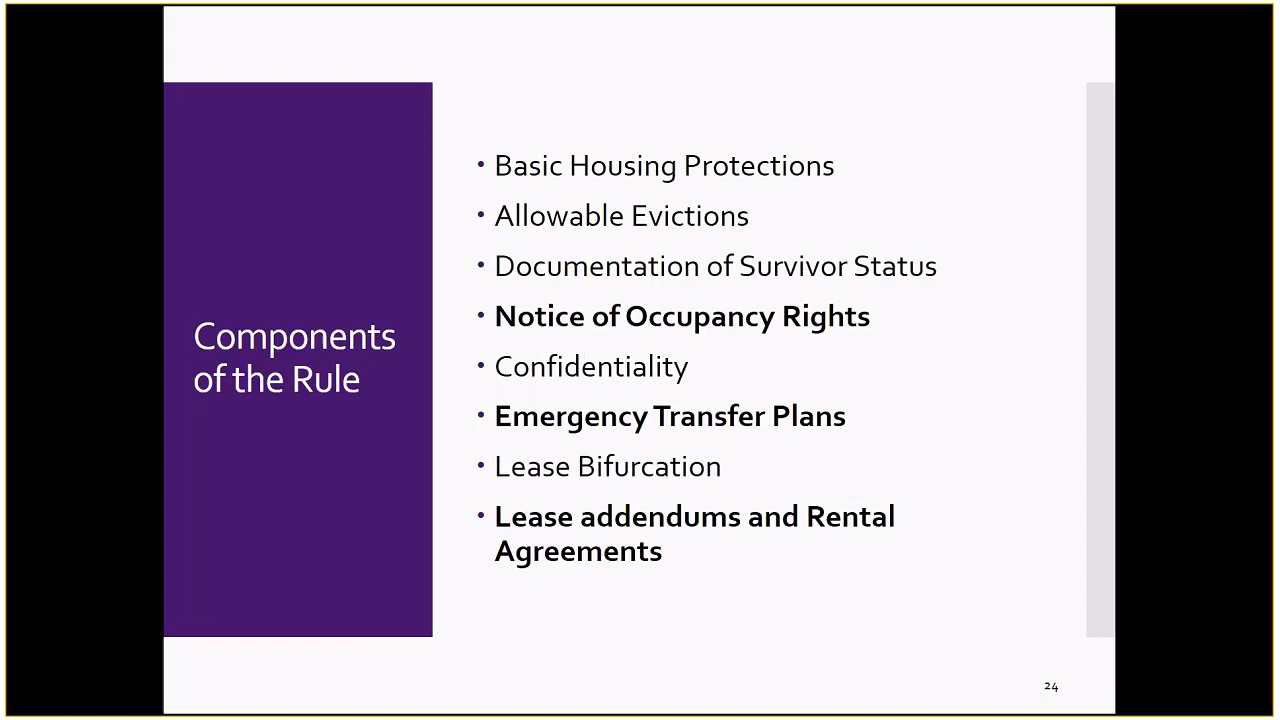 Components
of the Rule
• Basic Housing Protections
• Allowable Evictions
• Documentation of Survivor Status
• Notice of Occupancy Rights
• Confidentiality
• Emergency Transfer Plans
• Lease Bifurcation
• Lease addendums and Rental
Agreements
24